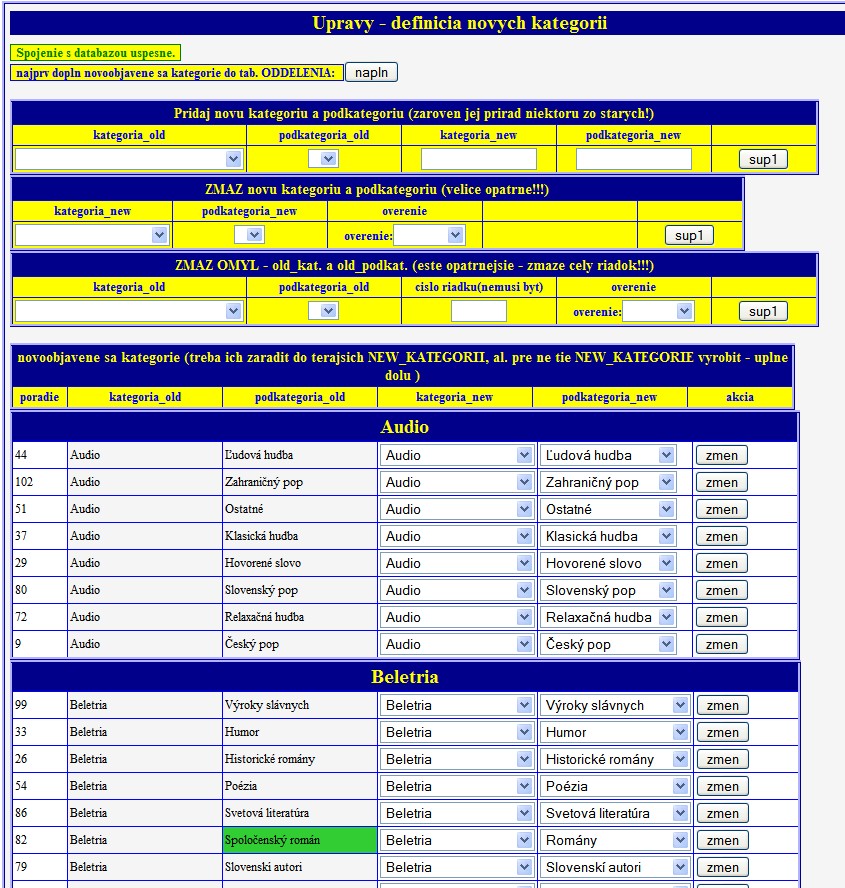 Upravy - definicia novych kategorii
Spojenie s databazou uspesne.
najprv dopln novoobjavene sa kategorie do tab. ODDELENIA: napln
Pridaj novu kategoriu a podkategoriu (zaroven jej prirad niektoru zo starych!)
kategoria_old podkategoria_old kategoria_new podkategoria_new
sup1
ZMAZ novu kategoriu a podkategoriu (velice opatrne!!!)
kategoria_new podkategoria_new overenie
overenie: sup1
ZMAZ OMYL - old_kat. a old_podkat. (este opatrnejsie - zmaze cely riadok!!!)
kategoria_old podkategoria_old cislo riadku(nemusi byt) overenie
overenie: sup1
novoobjavene sa kategorie (treba ich zaradit do terajsich NEW_KATEGORII, al. pre ne tie NEW_KATEGORIE vyrobit - uplne
dolu )
poradie kategoria_old podkategoria_old kategoria_new podkategoria_new akcia
Audio
44 Audio Ľudová hudba Audio Ľudová hudba zmen
102 Audio Zahraničný pop Audio Zahraničný pop zmen
51 Audio Ostatné Audio Ostatné zmen
37 Audio Klasická hudba Audio Klasická hudba zmen
29 Audio Hovorené slovo Audio Hovorené slovo zmen
80 Audio Slovenský pop Audio Slovenský pop zmen
72 Audio Relaxačná hudba Audio Relaxačná hudba zmen
9 Audio Český pop Audio Český pop zmen
Beletria
99 Beletria Výroky slávnych Beletria Výroky slávnych zmen
33 Beletria Humor Beletria Humor zmen
26 Beletria Historické romány Beletria Historické romány zmen
54 Beletria Poézia Beletria Poézia zmen
86 Beletria Svetová literatúra Beletria Svetová literatúra zmen
82 Beletria Spoločenský román Beletria Romány zmen
79 Beletria Slovenskí autori Beletria Slovenskí autori zmen